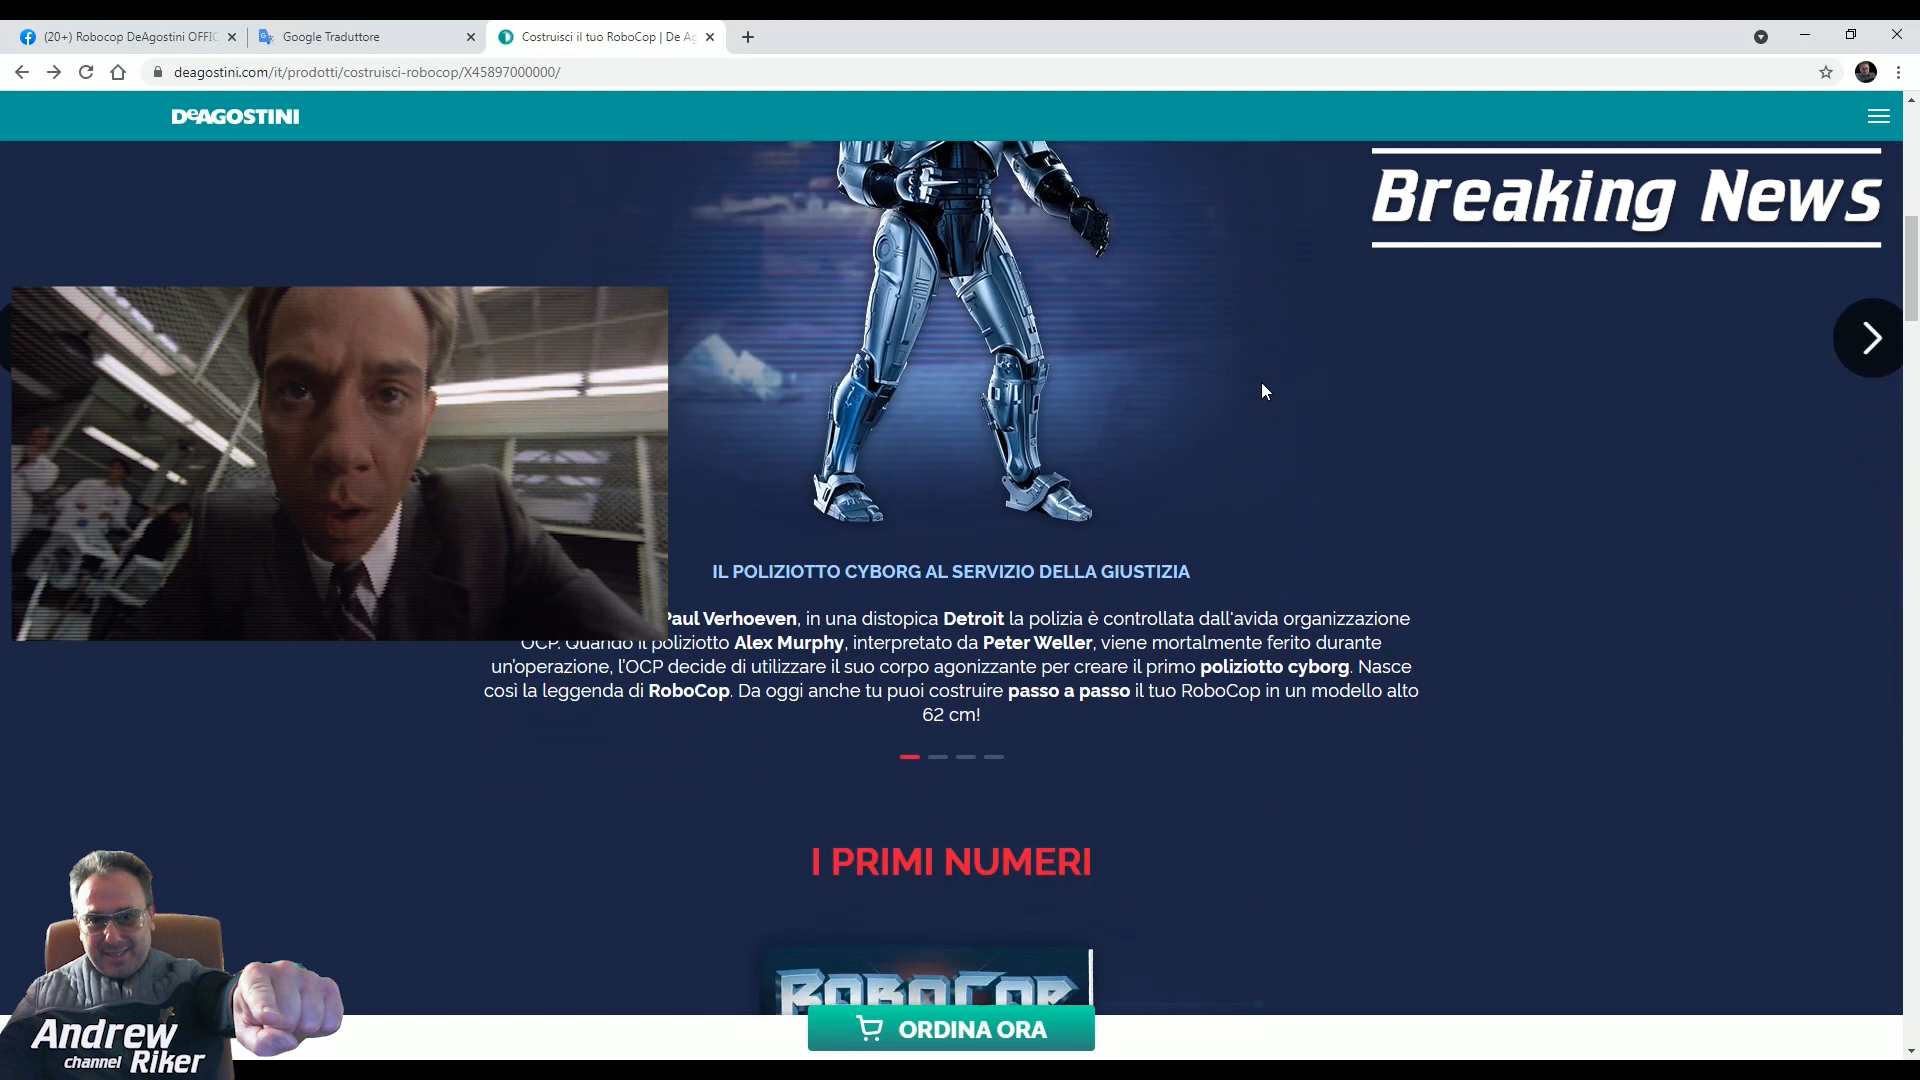 (20+) Robocop DeAgostini OFFIC
Google Traduttore
Costruisci il tuo RoboCop | De Ag
deagostini.com/it/prodotti/costruisci-robocop/X45897000000/
DeAGOSTINI
Breaking News
IL POLIZIOTTO CYBORG AL SERVIZIO DELLA GIUSTIZIA
Paul Verhoeven, in una distopica Detroit la polizia è controllata dall'avida organizzazione
OCP. Quando il poliziotto Alex Murphy, interpretato da Peter Weller, viene mortalmente ferito durante
un'operazione, l'OCP decide di utilizzare il suo corpo agonizzante per creare il primo poliziotto cyborg. Nasce
così la leggenda di RoboCop. Da oggi anche tu puoi costruire passo a passo il tuo RoboCop in un modello alto
62 cm!
I PRIMI NUMERI
ROBOCOP
ORDINA ORA
Andrew
channel Riker